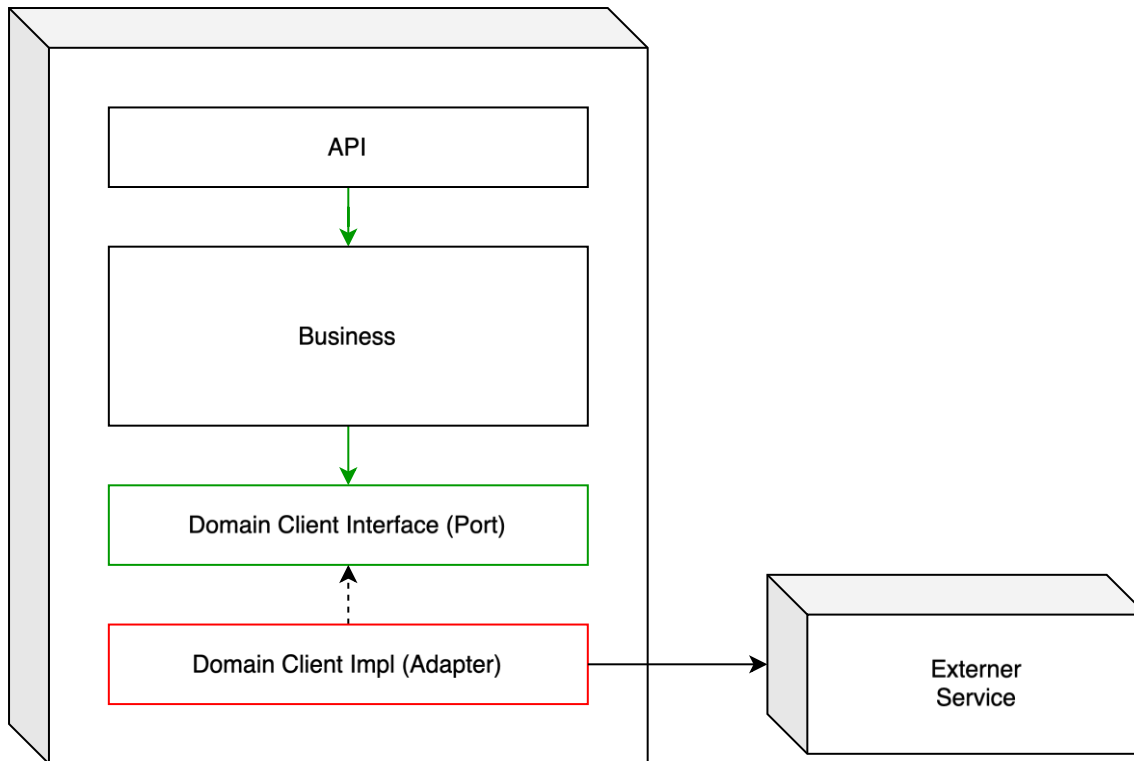 API
Business
Domain Client Interface (Port)
Domain Client Impl (Adapter)
Externer
Service